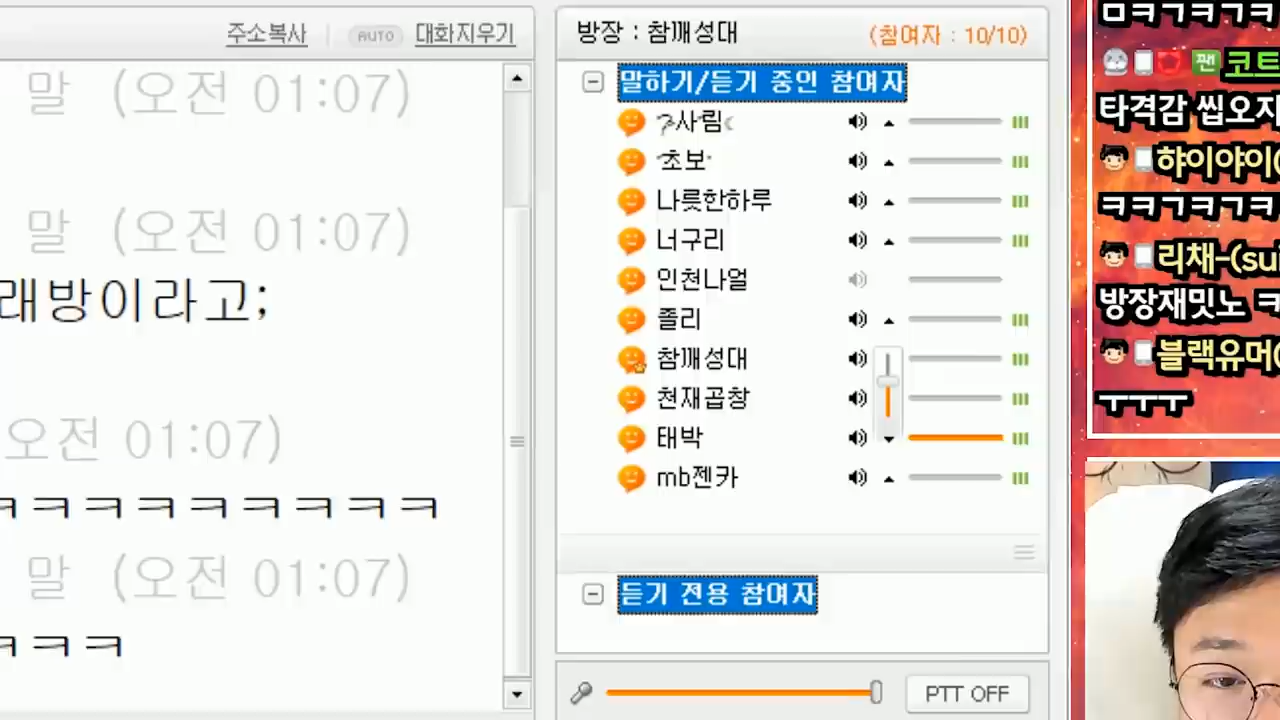 주소복사 AUTO 대화지우기
말 (오전 01:07)
말 (오전 01:07)
래방이라고;
오전 01:07)
ㅋㅋㅋㅋㅋㅋㅋㅋㅋ
말 (오전 01:07)
ㅋㅋㅋ
방장 : 참깨성대 (참여자 : 10/10)
말하기/듣기 중인 참여자
사림
초보
나릇한하루
너구리
인천나얼
졸리
참깨성대
천재곱창
태박
mb젠카
듣기 전용 참여자
PTT OFF
ㅁㅋㄱㅋㄱㅋ
팬 코트
타격감 씹오지
햐이야이(
ㅋㅋㄱㅋㄱㅋ
리채-(su
방장재밋노 ㅋ
블랙유머(
ㅜㅜㅜ